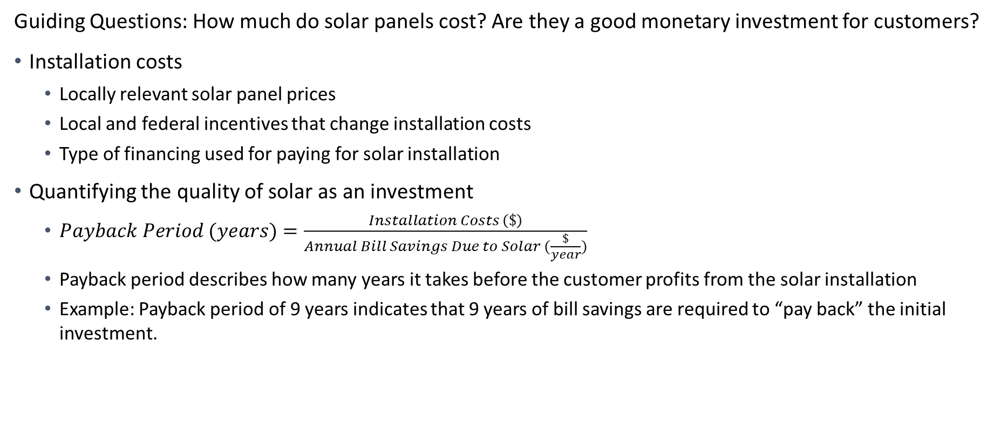 Guiding Questions: How much do solar panels cost? Are they a good monetary investment for customers?
• Installation costs
• Locally relevant solar panel prices
• Local and federal incentives that change installation costs
• Type of financing used for paying for solar installation
• Quantifying the quality of solar as an investment
• Payback Period (years) = Installation Costs ($) / Annual Bill Savings Due to Solar ($/year)
• Payback period describes how many years it takes before the customer profits from the solar installation
• Example: Payback period of 9 years indicates that 9 years of bill savings are required to “pay back” the initial
investment.